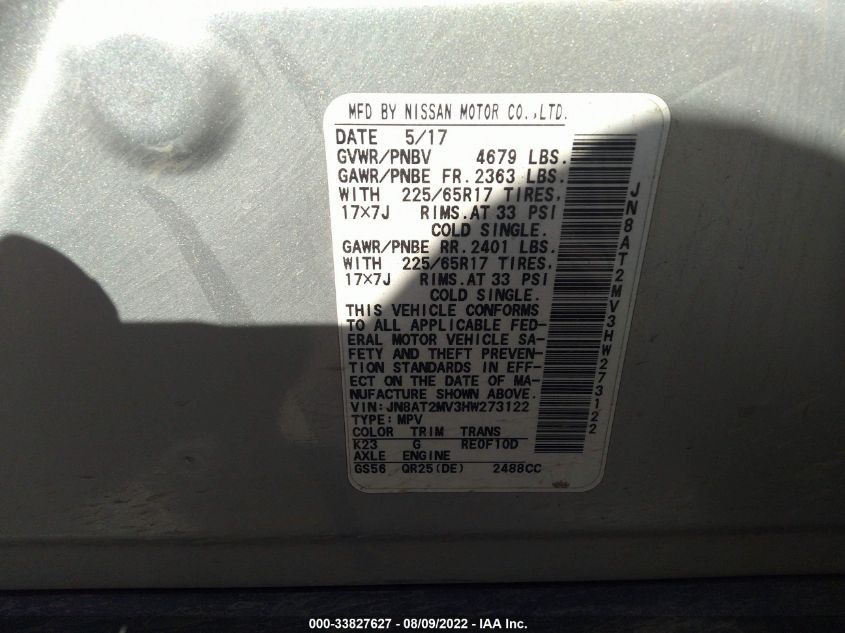 MFD BY NISSAN MOTOR CO.,LTD.
DATE 5/17
GVWR/PNBV 4679 LBS.
GAWR/PNBE FR.2363 LBS.
WITH 225/65R17 TIRES,
17×7J RIMS.AT 33 PSI
COLD SINGLE.
GAWR/PNBE RR.2401 LBS.
WITH 225/65R17 TIRES,
17×7J RIMS.AT 33 PSI
COLD SINGLE.
THIS VEHICLE CONFORMS
TO ALL APPLICABLE FED-
ERAL MOTOR VEHICLE SA-
FETY AND THEFT PREVEN-
TION STANDARDS IN EFF-
ECT ON THE DATE OF MA-
NUFACTURE SHOWN ABOVE.
VIN:JN8AT2MV3HW273122
TYPE:MPV
COLOR TRIM TRANS
K23 G RE0F10D
AXLE ENGINE
GS56 QR25(DE) 2488CC
JN8AT2MV3HW273122
000-33827627 - 08/09/2022 - IAA Inc.